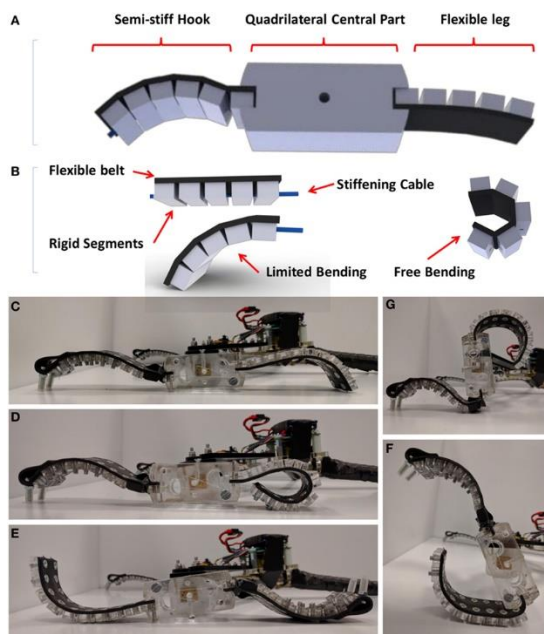 A
Semi-stiff Hook
Quadrilateral Central Part
Flexible leg
B
Flexible belt
Stiffening Cable
Rigid Segments
Limited Bending
Free Bending
C
G
D
F
E